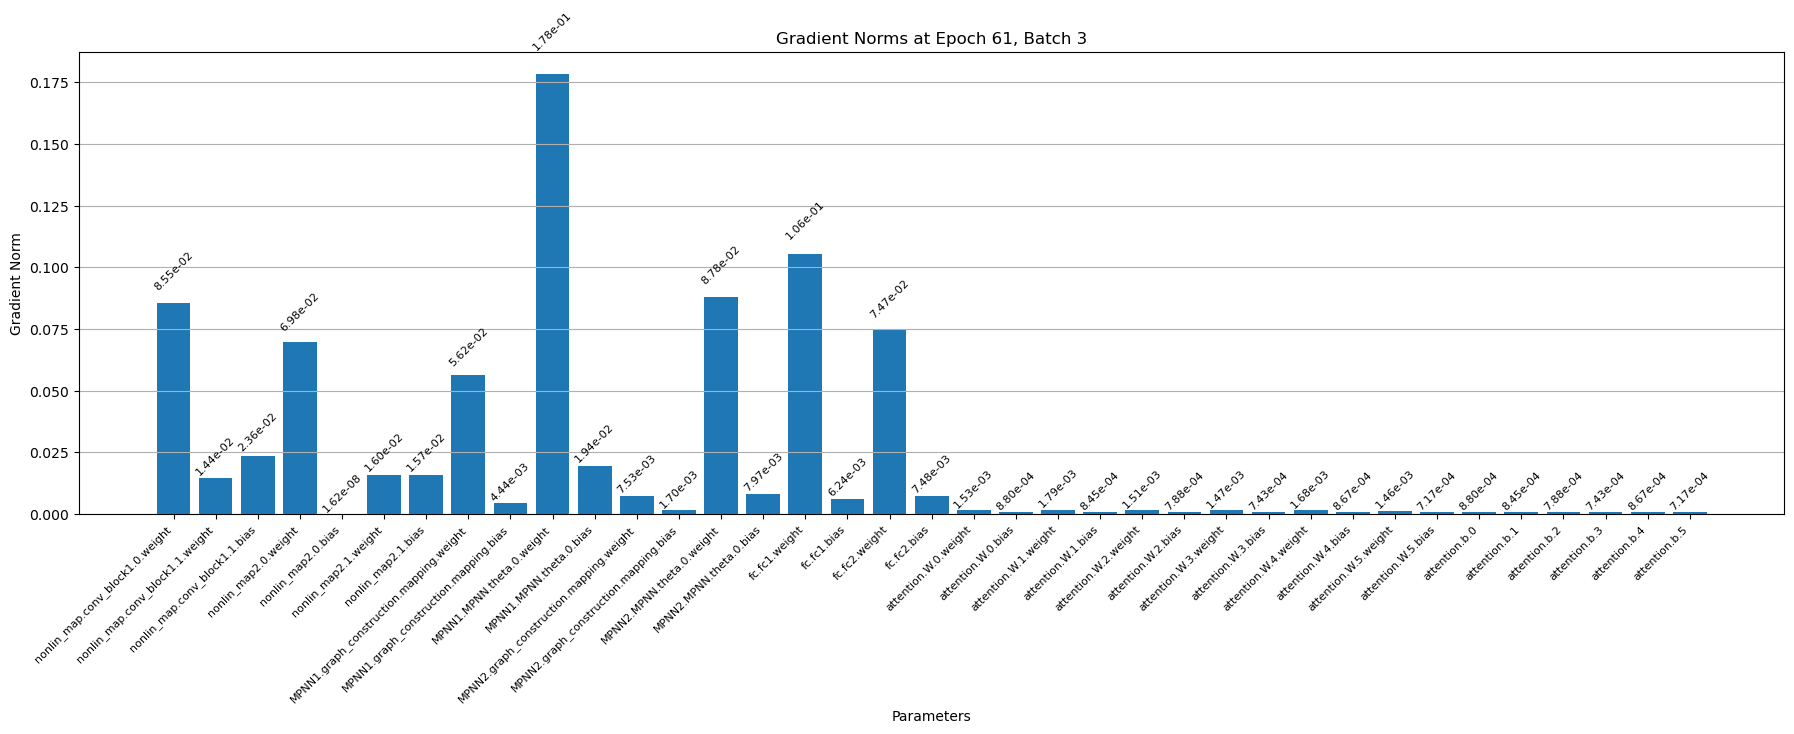 Gradient Norms at Epoch 61, Batch 3
Gradient Norm
0.175
0.150
0.125
0.100
0.075
0.050
0.025
0.000
8.55e-02
1.44e-02
2.36e-02
6.98e-02
1.62e-08
1.60e-02
1.57e-02
5.62e-02
4.44e-03
1.78e-01
1.94e-02
7.53e-03
1.70e-03
8.78e-02
7.97e-03
1.06e-01
6.24e-03
7.47e-02
7.48e-03
1.53e-03
8.80e-04
1.79e-03
8.45e-04
1.51e-03
7.88e-04
1.47e-03
7.43e-04
1.68e-03
8.67e-04
1.46e-03
7.17e-04
8.80e-04
8.45e-04
7.88e-04
7.43e-04
8.67e-04
7.17e-04
nonlin_map.conv_block1.0.weight
nonlin_map.conv_block1.1.weight
nonlin_map.conv_block1.1.bias
nonlin_map2.0.weight
nonlin_map2.0.bias
nonlin_map2.1.weight
nonlin_map2.1.bias
MPNN1.graph_construction.mapping.weight
MPNN1.graph_construction.mapping.bias
MPNN1.MPNN.theta.0.weight
MPNN1.MPNN.theta.0.bias
MPNN2.graph_construction.mapping.weight
MPNN2.graph_construction.mapping.bias
MPNN2.MPNN.theta.0.weight
MPNN2.MPNN.theta.0.bias
fc.fc1.weight
fc.fc1.bias
fc.fc2.weight
fc.fc2.bias
attention.W.0.weight
attention.W.0.bias
attention.W.1.weight
attention.W.1.bias
attention.W.2.weight
attention.W.2.bias
attention.W.3.weight
attention.W.3.bias
attention.W.4.weight
attention.W.4.bias
attention.W.5.weight
attention.W.5.bias
attention.b.0
attention.b.1
attention.b.2
attention.b.3
attention.b.4
attention.b.5
Parameters